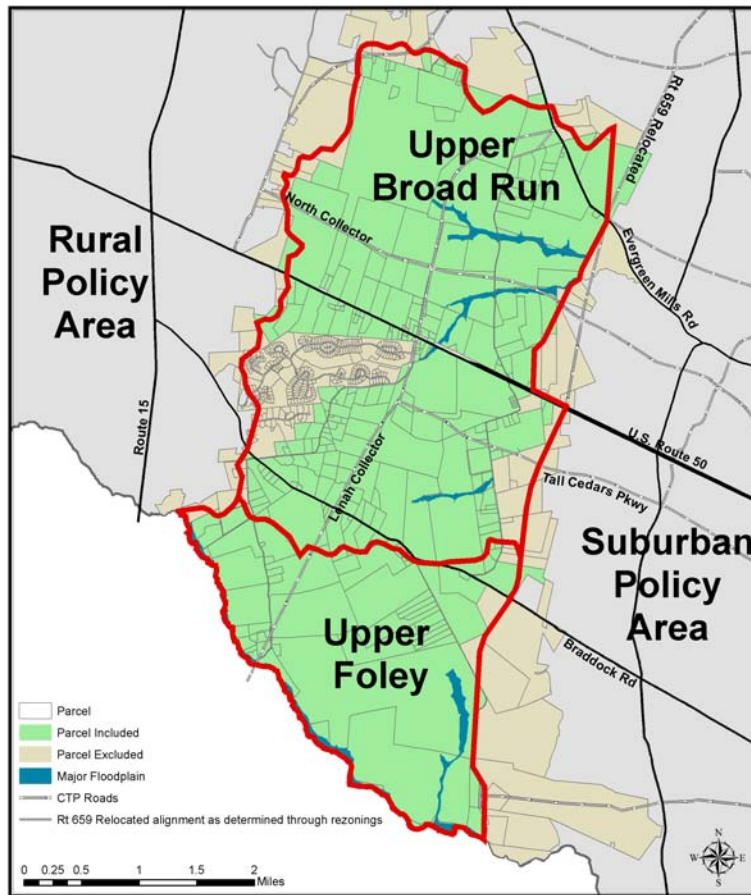 Upper
Broad Run
Rt 659 Relocated
North Collector
Rural
Policy
Area
Evergreen Mills Rd
Route 15
U.S. Route 50
Lenah Collector
Tall Cedars Pkwy
Suburban
Policy
Area
Upper
Foley
Braddock Rd
Parcel
Parcel Included
Parcel Excluded
Major Floodplain
CTP Roads
Rt 659 Relocated alignment as determined through rezonings
0 0.25 0.5 1 1.5 2
Miles
N
W E
S